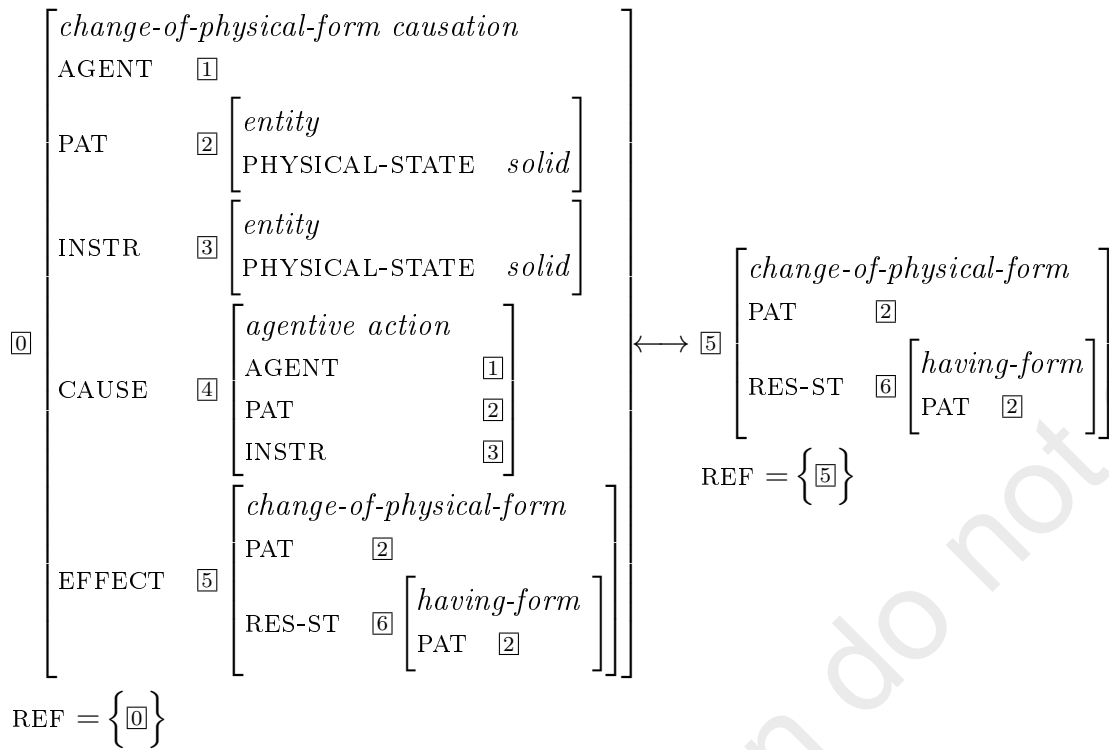 change-of-physical-form causation
AGENT 1
PAT 2 entity
PHYSICAL-STATE solid
INSTR 3 entity
PHYSICAL-STATE solid
0
CAUSE 4 agentive action
AGENT 1
PAT 2
INSTR 3
EFFECT 5 change-of-physical-form
PAT 2
RES-ST 6 having-form
PAT 2
REF = {0}
⟷
5 change-of-physical-form
PAT 2
RES-ST 6 having-form
PAT 2
REF = {5}
n do not